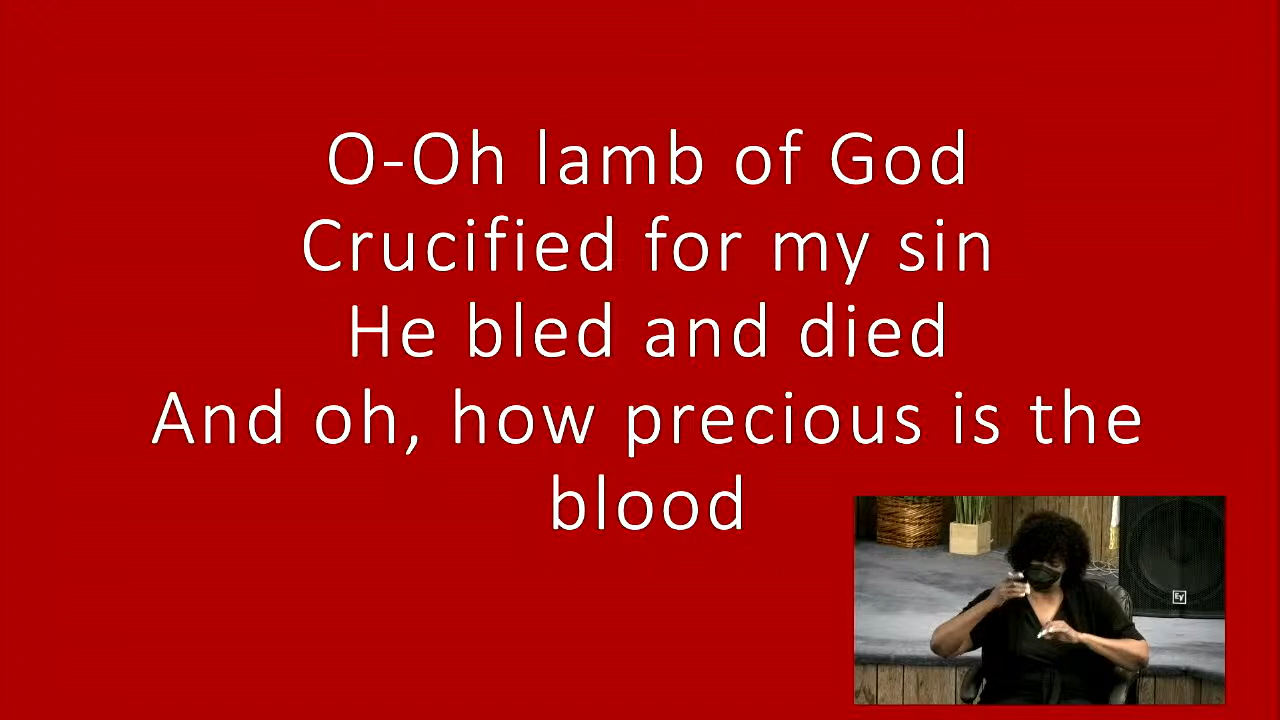 O-Oh lamb of God
Crucified for my sin
He bled and died
And oh, how precious is the
blood
EV